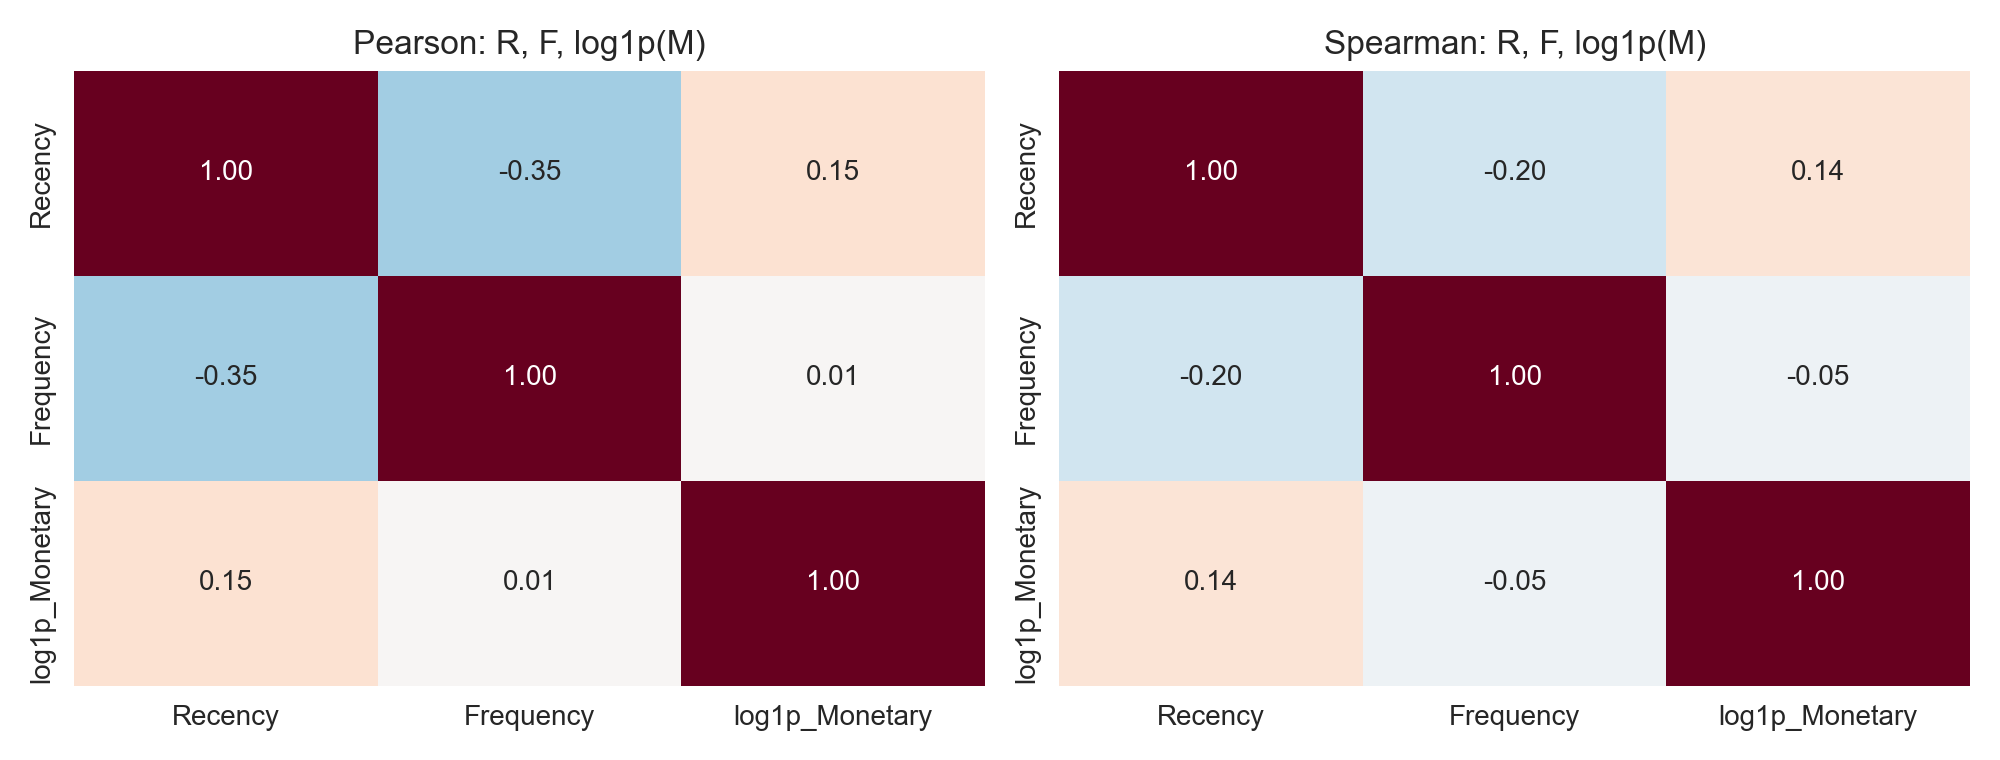 Pearson: R, F, log1p(M)
Recency
1.00
-0.35
0.15
Frequency
-0.35
1.00
0.01
log1p_Monetary
0.15
0.01
1.00
Recency
Frequency
log1p_Monetary
Spearman: R, F, log1p(M)
Recency
1.00
-0.20
0.14
Frequency
-0.20
1.00
-0.05
log1p_Monetary
0.14
-0.05
1.00
Recency
Frequency
log1p_Monetary